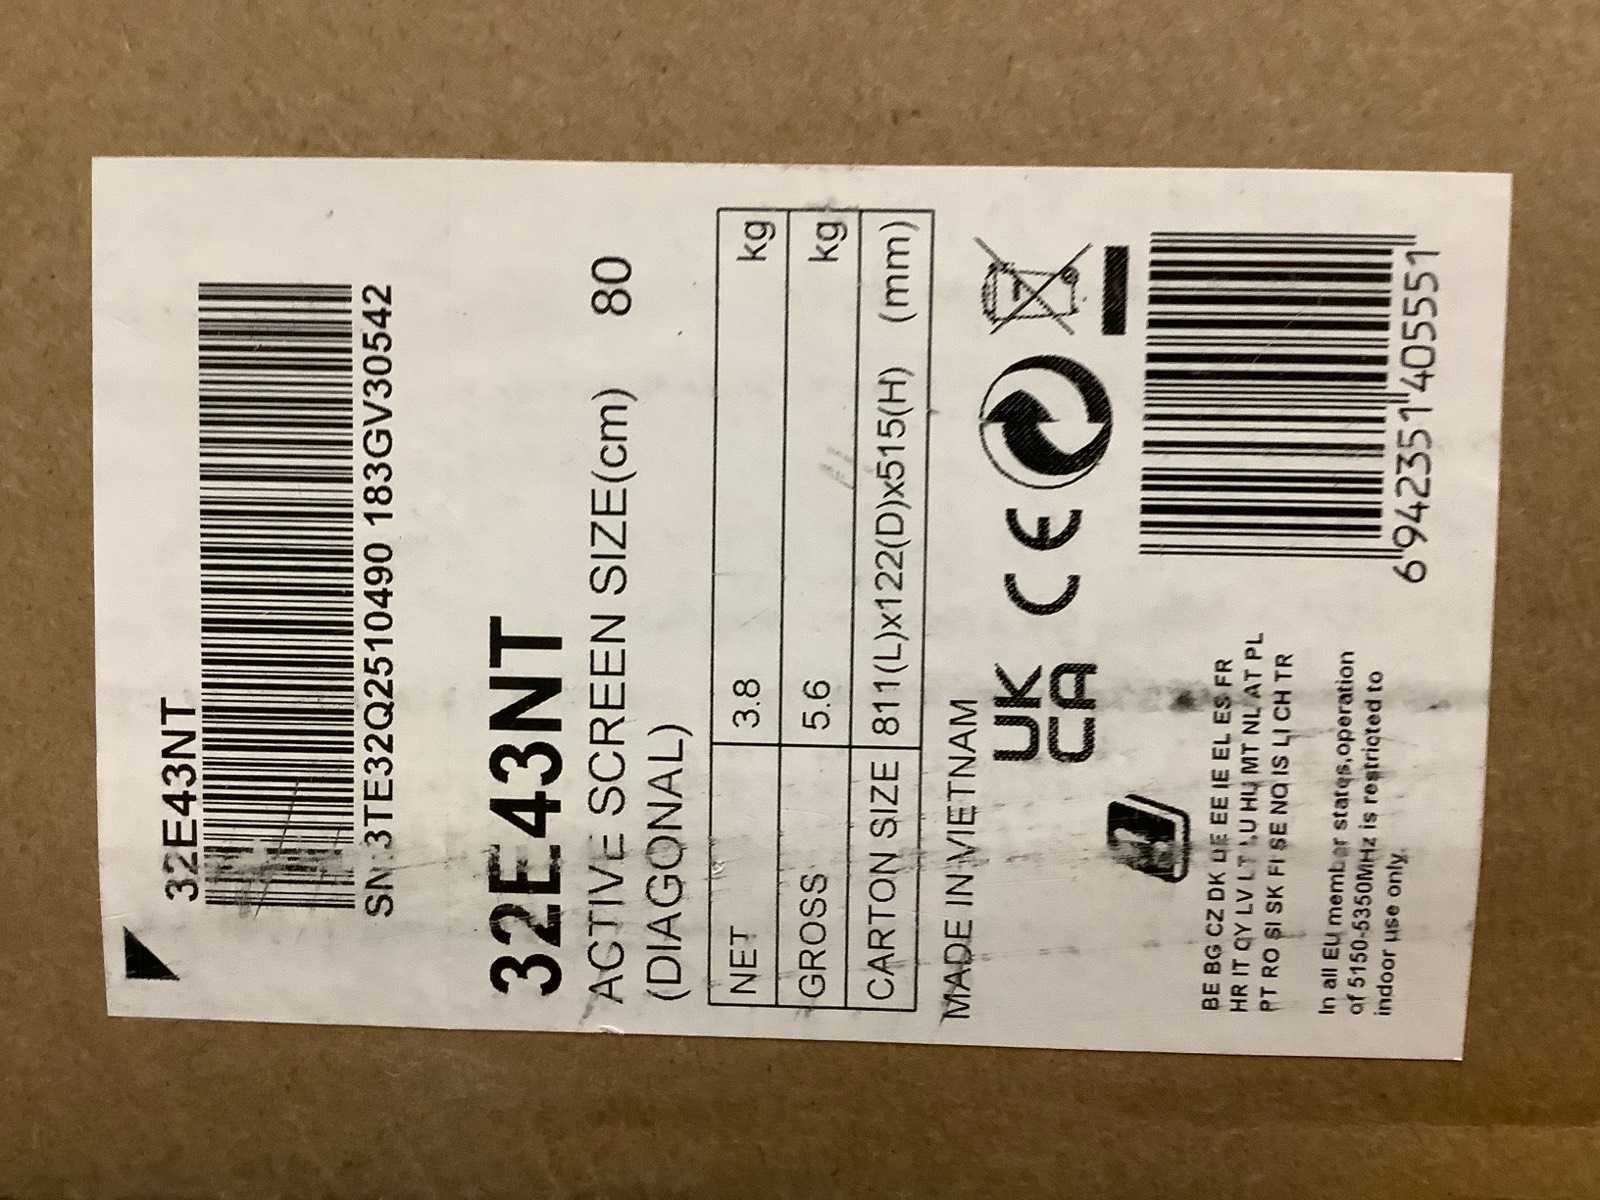 32E43NT
SN:3TE32Q2510490 183GV30542
32E43NT
ACTIVE SCREEN SIZE(cm) 80
(DIAGONAL)
NET 3.8 kg
GROSS 5.6 kg
CARTON SIZE 811(L)x122(D)x515(H) (mm)
MADE IN VIETNAM
UK
CA
CE
BE BG CZ DK DE EE IE EL ES FR
HR IT CY LV LT LU HU MT NL AT PL
PT RO SI SK FI SE NO IS LI CH TR
In all EU member states,operation
of 5150-5350MHz is restricted to
indoor use only.
6 942351 405551